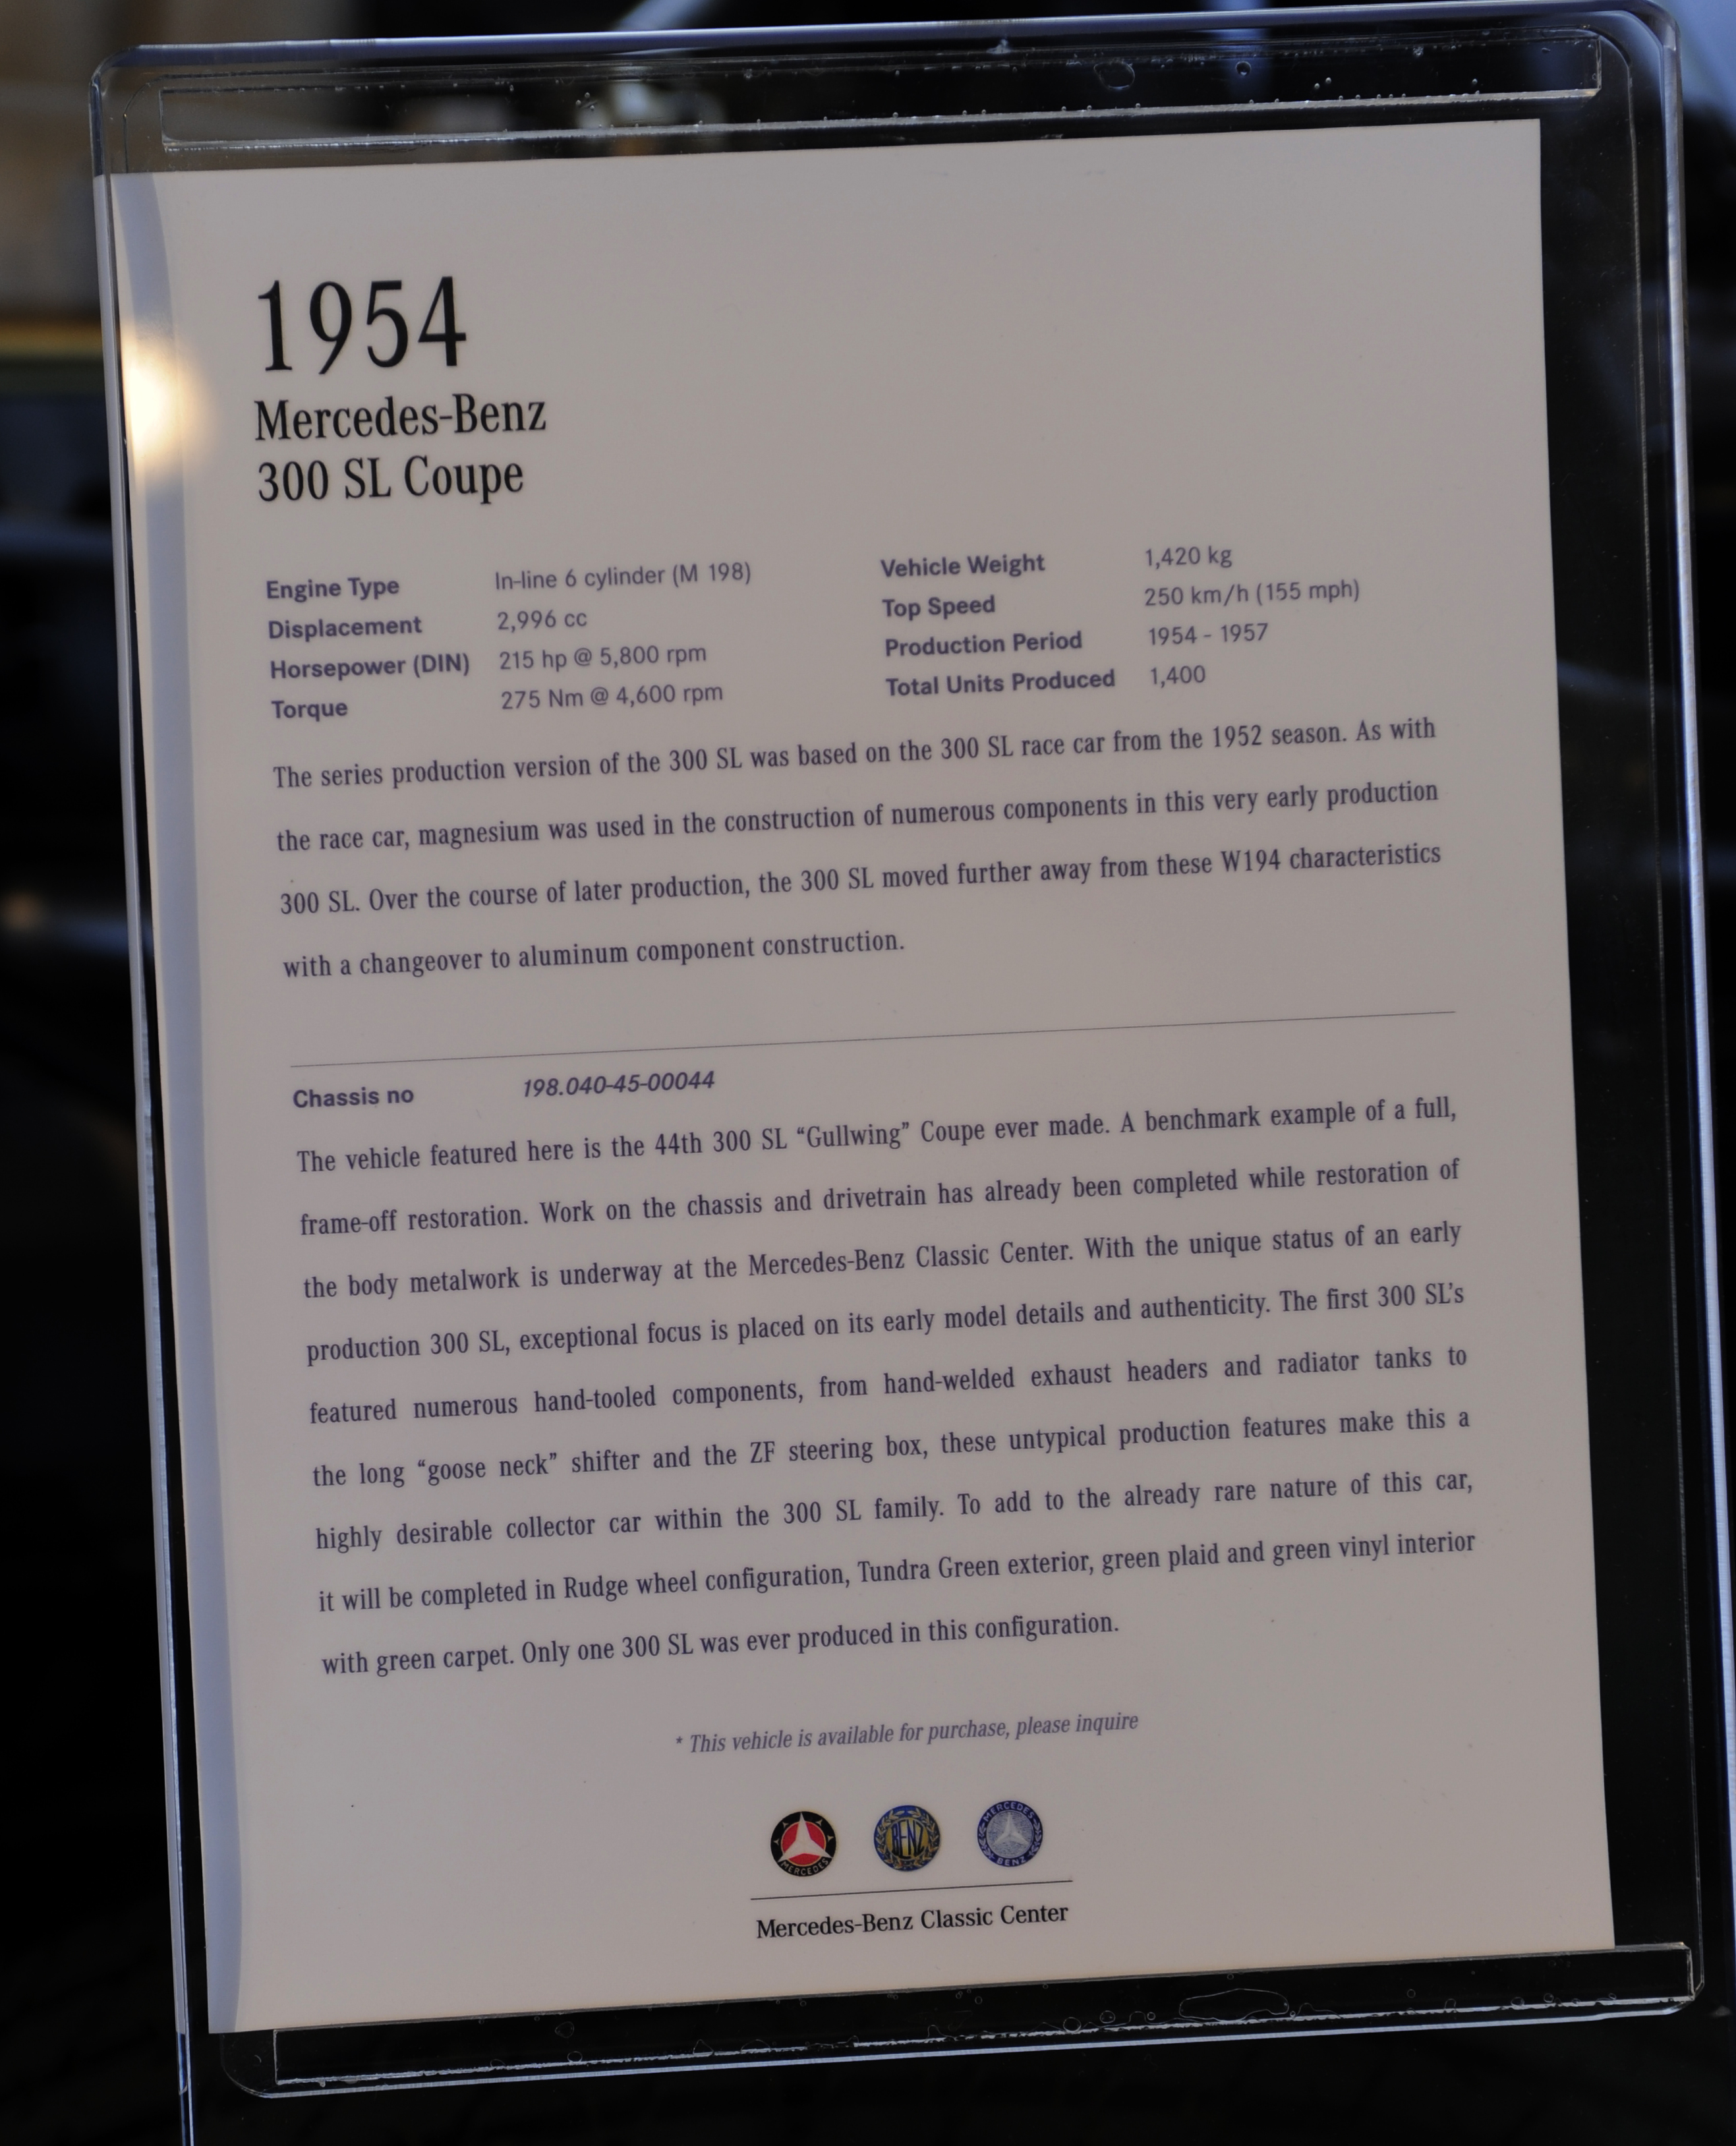 1954
Mercedes-Benz
300 SL Coupe
Engine Type In-line 6 cylinder (M 198)
Displacement 2,996 cc
Horsepower (DIN) 215 hp @ 5,800 rpm
Torque 275 Nm @ 4,600 rpm
Vehicle Weight 1,420 kg
Top Speed 250 km/h (155 mph)
Production Period 1954 - 1957
Total Units Produced 1,400
The series production version of the 300 SL was based on the 300 SL race car from the 1952 season. As with
the race car, magnesium was used in the construction of numerous components in this very early production
300 SL. Over the course of later production, the 300 SL moved further away from these W194 characteristics
with a changeover to aluminum component construction.
Chassis no 198.040-45-00044
The vehicle featured here is the 44th 300 SL “Gullwing” Coupe ever made. A benchmark example of a full,
frame-off restoration. Work on the chassis and drivetrain has already been completed while restoration of
the body metalwork is underway at the Mercedes-Benz Classic Center. With the unique status of an early
production 300 SL, exceptional focus is placed on its early model details and authenticity. The first 300 SL’s
featured numerous hand-tooled components, from hand-welded exhaust headers and radiator tanks to
the long “goose neck” shifter and the ZF steering box, these untypical production features make this a
highly desirable collector car within the 300 SL family. To add to the already rare nature of this car,
it will be completed in Rudge wheel configuration, Tundra Green exterior, green plaid and green vinyl interior
with green carpet. Only one 300 SL was ever produced in this configuration.
* This vehicle is available for purchase, please inquire
MERCEDES
BENZ
MERCEDES
BENZ
Mercedes-Benz Classic Center